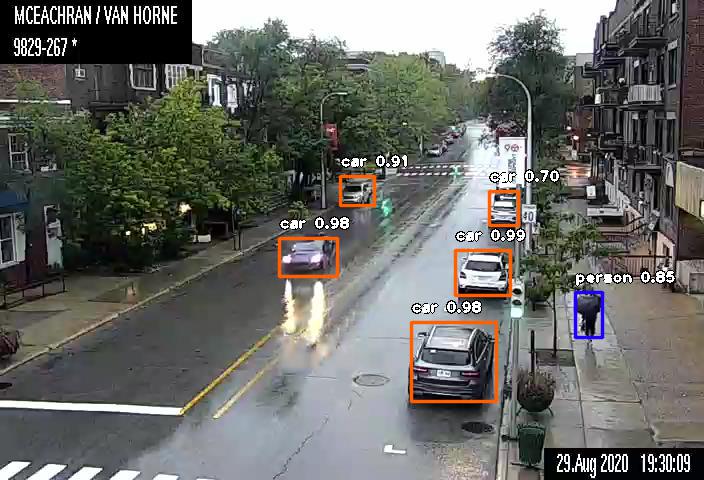 MCEACHRAN / VAN HORNE
9829-267 *
car 0.91
car 0.70
car 0.98
car 0.99
person 0.85
car 0.98
40
29.Aug 2020 19:30:09